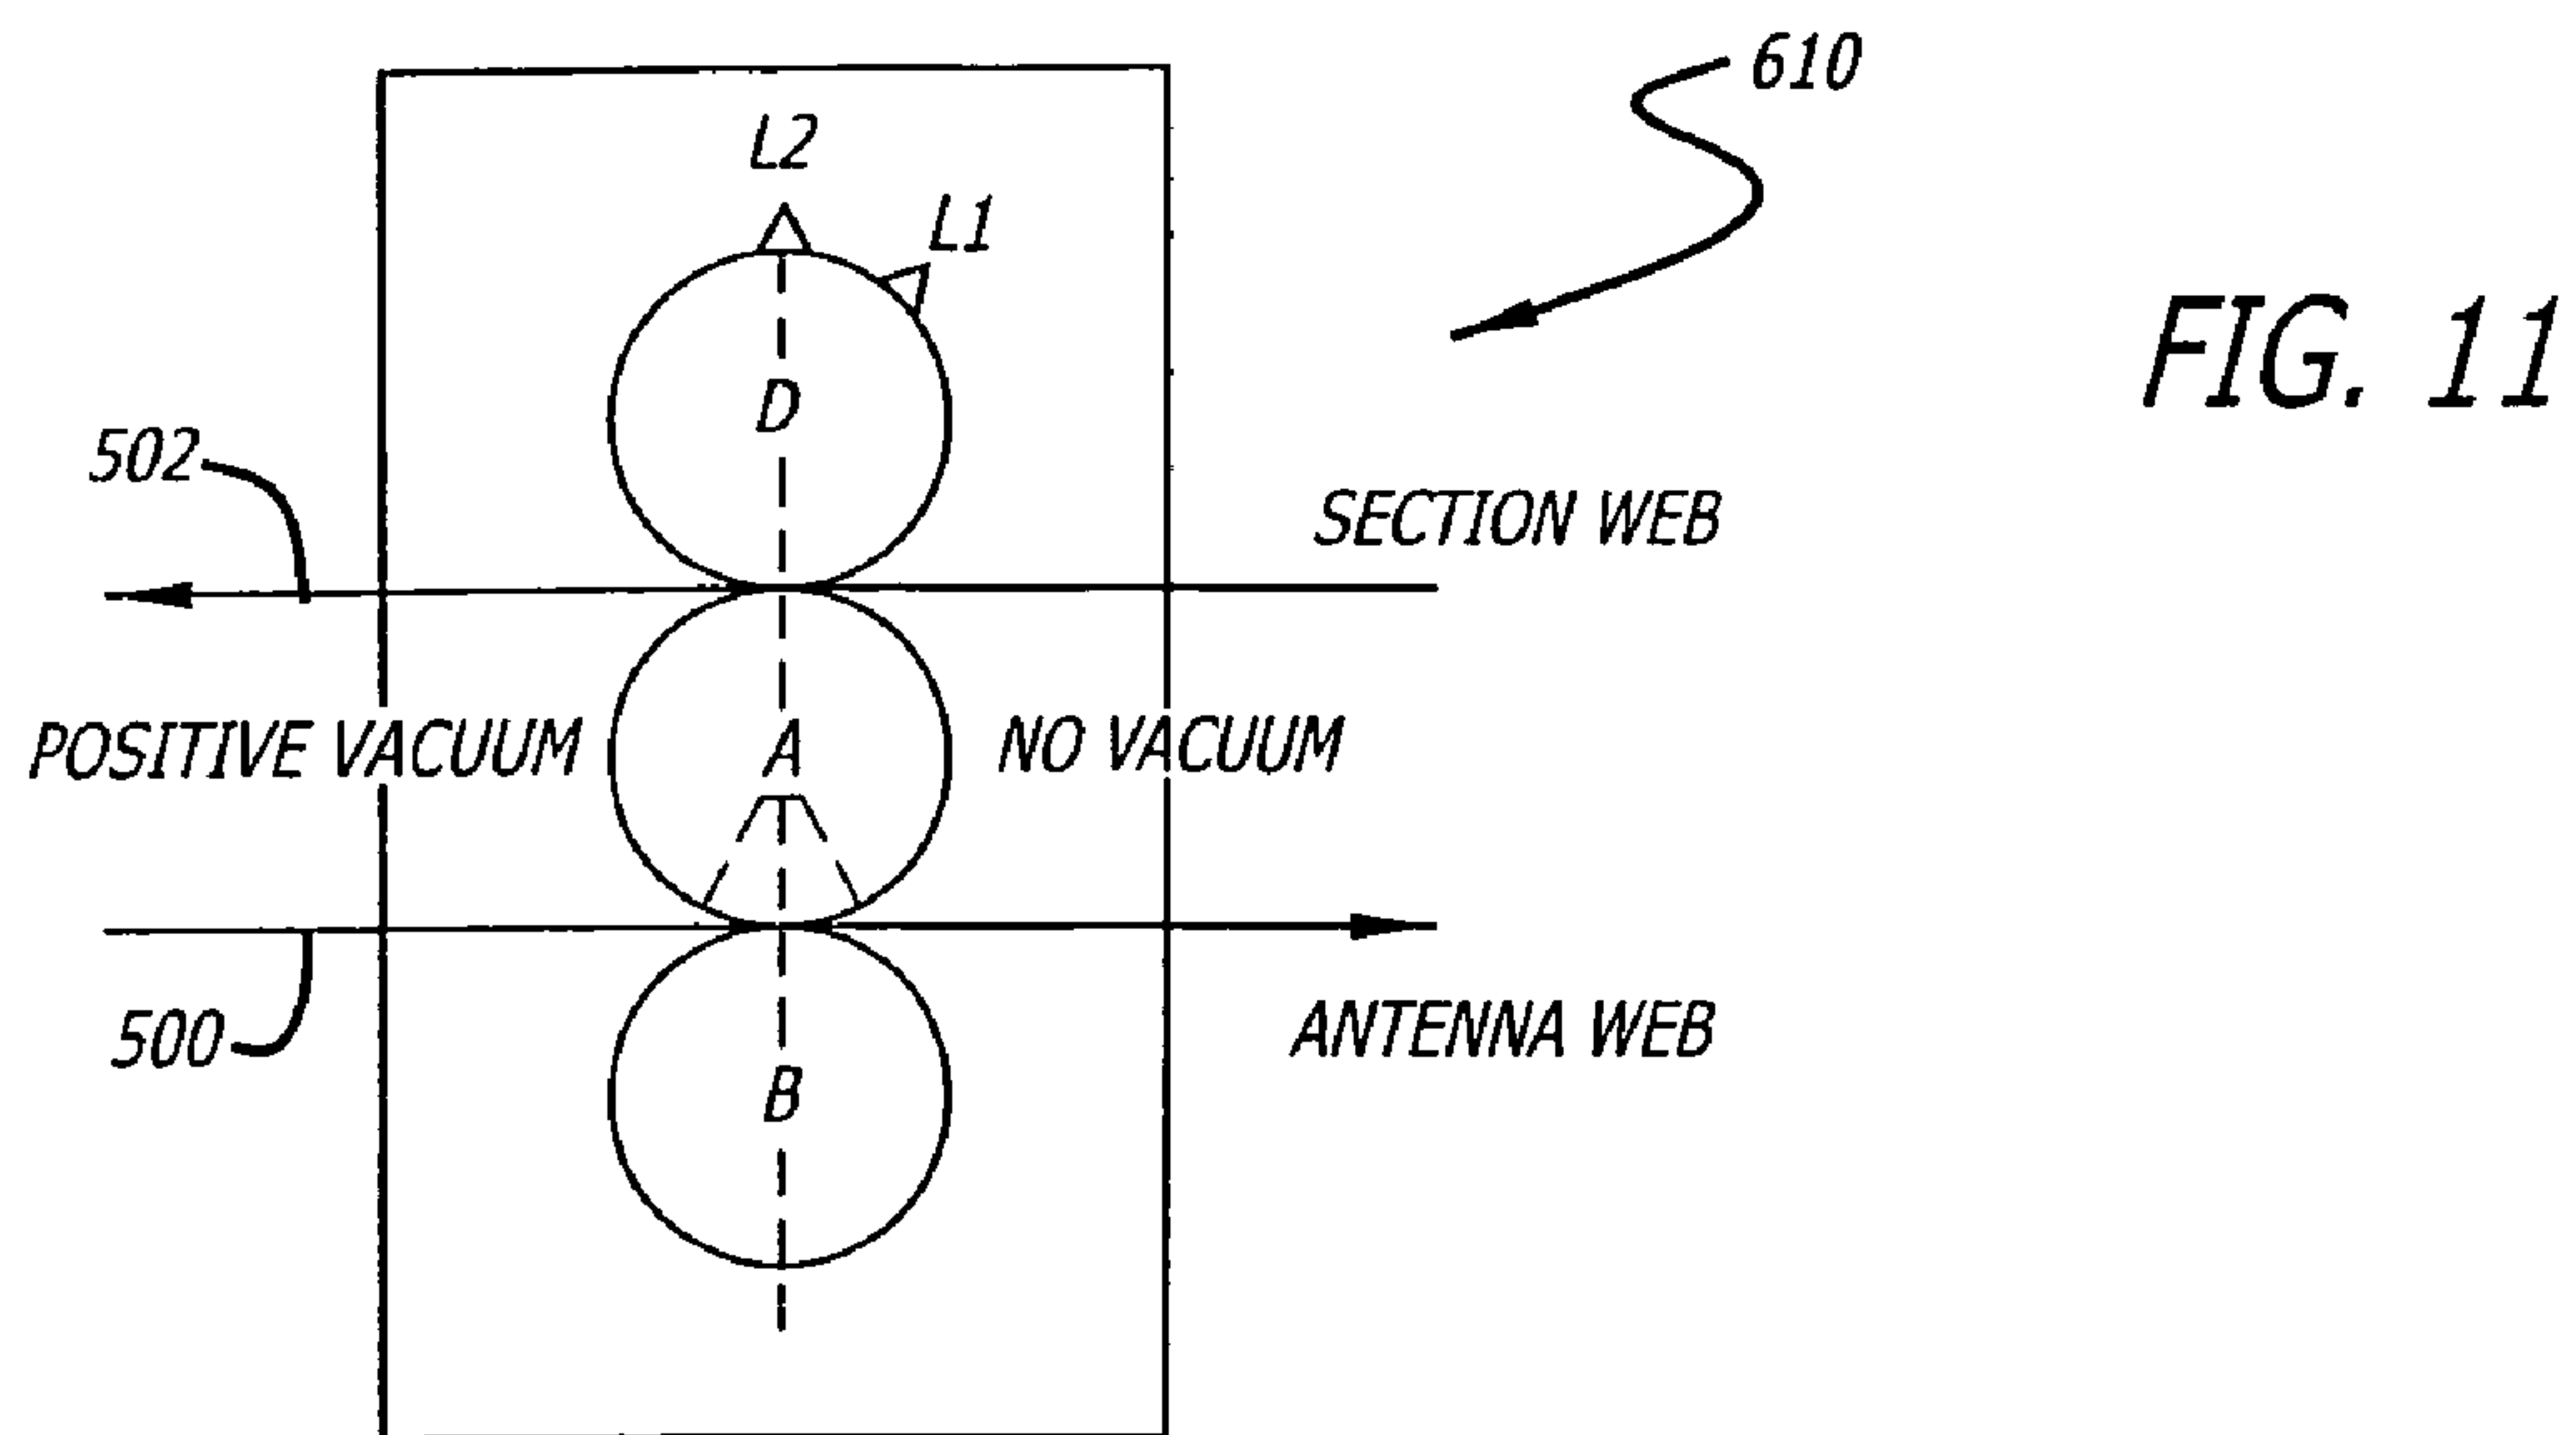 610
L2
L1
FIG. 11
D
502
SECTION WEB
POSITIVE VACUUM
A
NO VACUUM
500
ANTENNA WEB
B